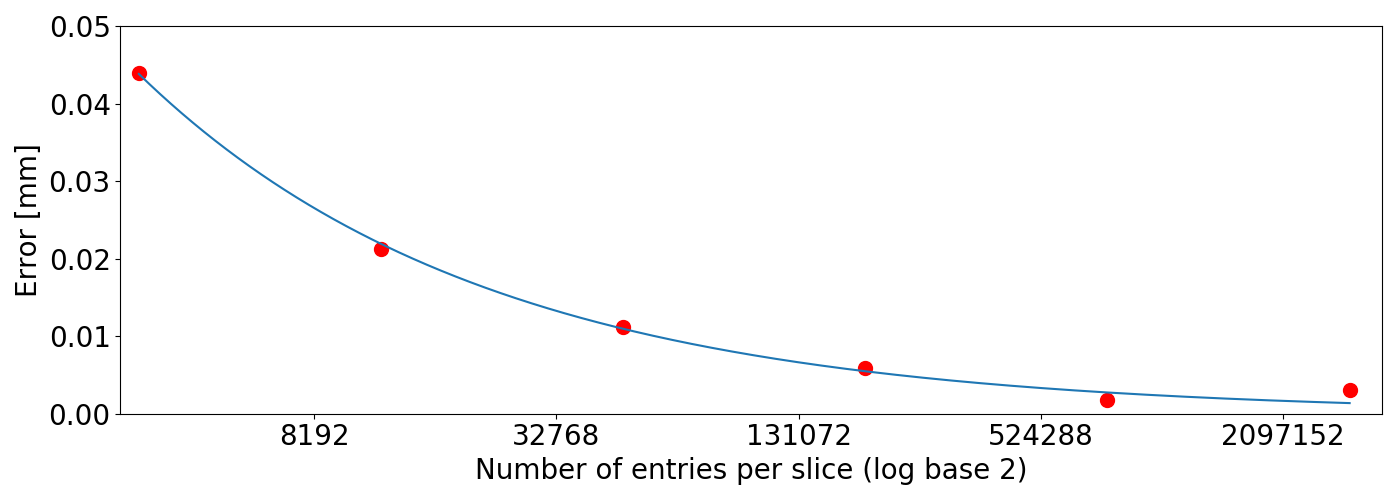 0.05
0.04
0.03
0.02
0.01
0.00
Error [mm]
8192 32768 131072 524288 2097152
Number of entries per slice (log base 2)